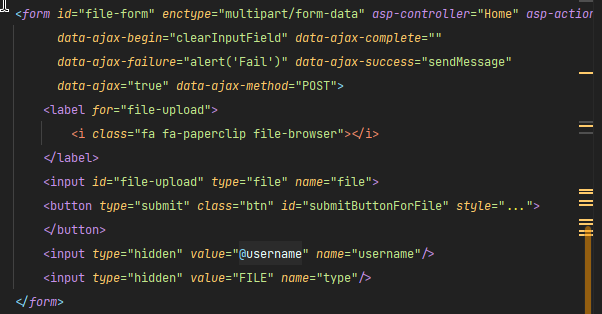 <form id="file-form" enctype="multipart/form-data" asp-controller="Home" asp-action
data-ajax-begin="clearInputField" data-ajax-complete=""
data-ajax-failure="alert('Fail')" data-ajax-success="sendMessage"
data-ajax="true" data-ajax-method="POST">
<label for="file-upload">
<i class="fa fa-paperclip file-browser"></i>
</label>
<input id="file-upload" type="file" name="file">
<button type="submit" class="btn" id="submitButtonForFile" style="...">
</button>
<input type="hidden" value="@username" name="username"/>
<input type="hidden" value="FILE" name="type"/>
</form>